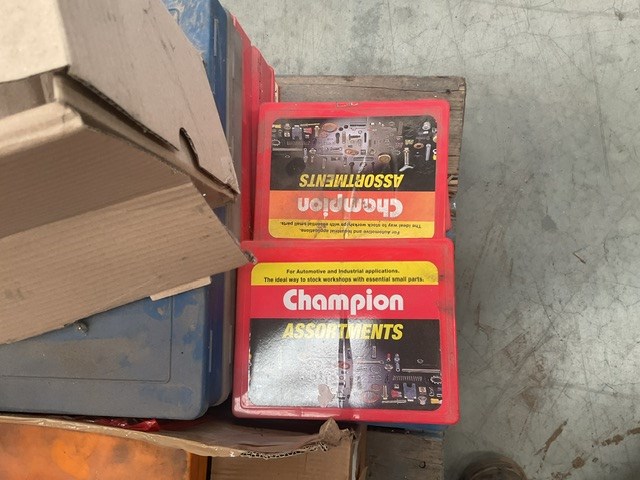 ASSORTMENTS
Champion
The ideal way to stock workshops with essential small parts.
For Automotive and Industrial applications.
For Automotive and Industrial applications.
The ideal way to stock workshops with essential small parts.
Champion
ASSORTMENTS